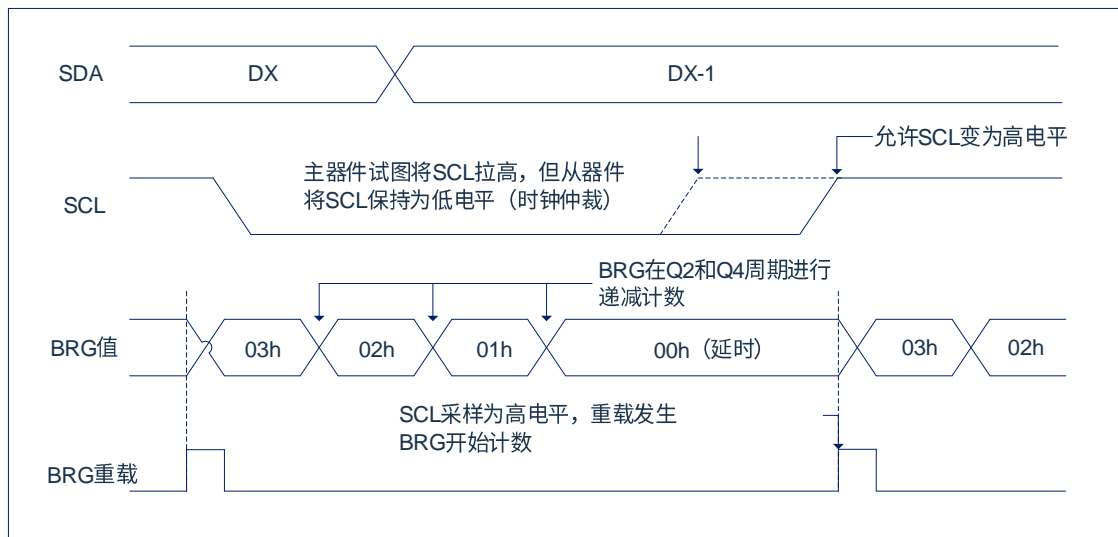 SDA
DX
DX-1
允许SCL变为高电平
主器件试图将SCL拉高，但从器件
将SCL保持为低电平（时钟仲裁）
SCL
BRG在Q2和Q4周期进行
递减计数
BRG值
03h
02h
01h
00h（延时）
03h
02h
SCL采样为高电平，重载发生
BRG开始计数
BRG重载